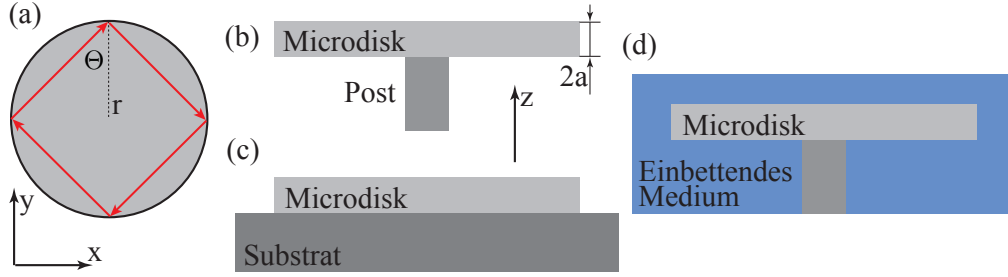 (a)
Θ
r
y
x
(b)
Microdisk
Post
2a
z
(c)
Microdisk
Substrat
(d)
Microdisk
Einbettendes
Medium